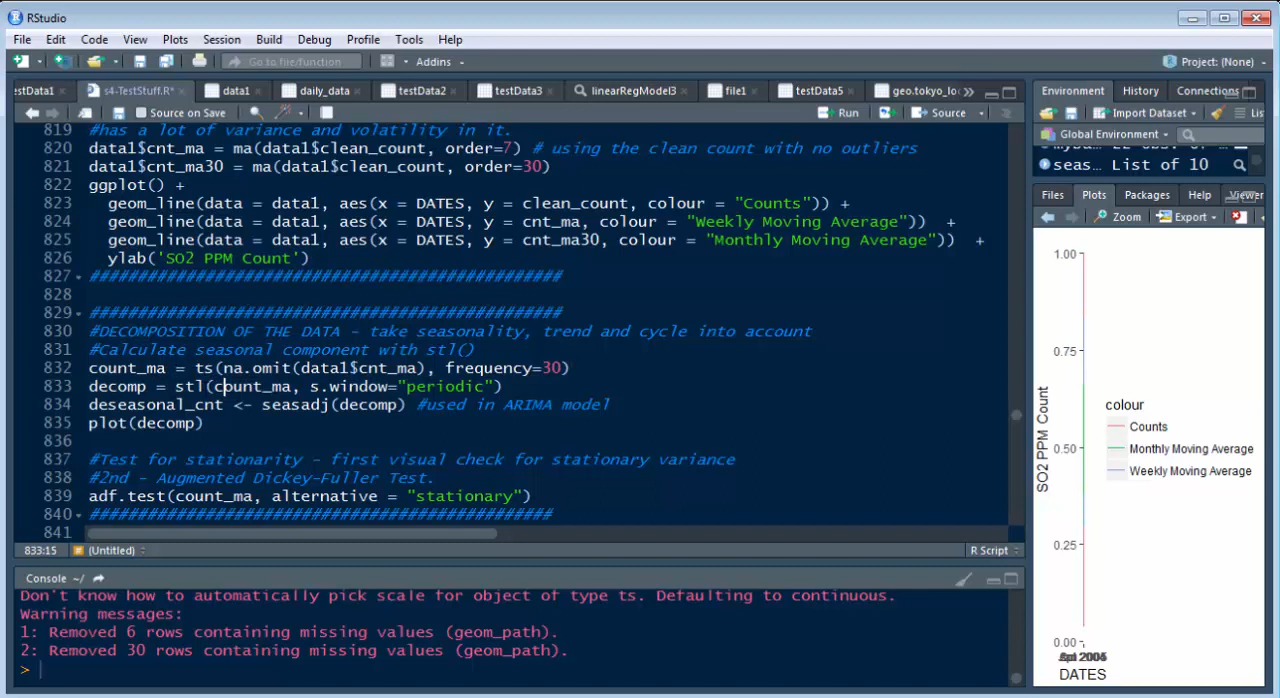 RStudio
File Edit Code View Plots Session Build Debug Profile Tools Help
Go to file/function Addins Project: (None)
stData1 s4-TestStuff.R* data1 daily_data testData2 testData3 linearRegModel3 file1 testData5 geo.tokyo_lo
Source on Save Run Source
819 #has a lot of variance and volatility in it.
820 data1$cnt_ma = ma(data1$clean_count, order=7) # using the clean count with no outliers
821 data1$cnt_ma30 = ma(data1$clean_count, order=30)
822 ggplot() +
823 geom_line(data = data1, aes(x = DATES, y = clean_count, colour = "Counts")) +
824 geom_line(data = data1, aes(x = DATES, y = cnt_ma, colour = "Weekly Moving Average")) +
825 geom_line(data = data1, aes(x = DATES, y = cnt_ma30, colour = "Monthly Moving Average")) +
826 ylab('SO2 PPM Count')
827 #################################################
828
829 #################################################
830 #DECOMPOSITION OF THE DATA - take seasonality, trend and cycle into account
831 #Calculate seasonal component with stl()
832 count_ma = ts(na.omit(data1$cnt_ma), frequency=30)
833 decomp = stl(count_ma, s.window="periodic")
834 deseasonal_cnt <- seasadj(decomp) #used in ARIMA model
835 plot(decomp)
836
837 #Test for stationarity - first visual check for stationary variance
838 #2nd - Augmented Dickey-Fuller Test.
839 adf.test(count_ma, alternative = "stationary")
840 ################################################
841
833:15 (Untitled) R Script
Console ~/
Don't know how to automatically pick scale for object of type ts. Defaulting to continuous.
Warning messages:
1: Removed 6 rows containing missing values (geom_path).
2: Removed 30 rows containing missing values (geom_path).
>
Environment History Connections
Import Dataset Lis
Global Environment
seas... List of 10
Files Plots Packages Help Viewer
Zoom Export
1.00
0.75
0.50
0.25
0.00
SO2 PPM Count
2005
DATES
colour
Counts
Monthly Moving Average
Weekly Moving Average